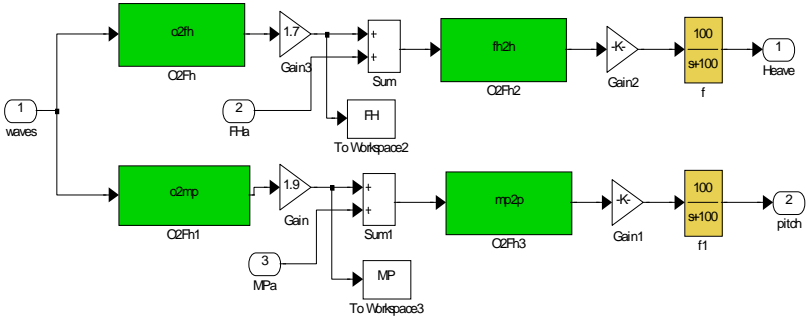 o2fh
O2Fh
1.7
Gain3
+
+
Sum
fh2h
O2Fh2
-K-
Gain2
100
s+100
f
1
Heave
1
waves
2
FHa
FH
To Workspace2
o2mp
O2Fh1
1.9
Gain
+
+
Sum1
mp2p
O2Fh3
-K-
Gain1
100
s+100
f1
2
pitch
3
MPa
MP
To Workspace3